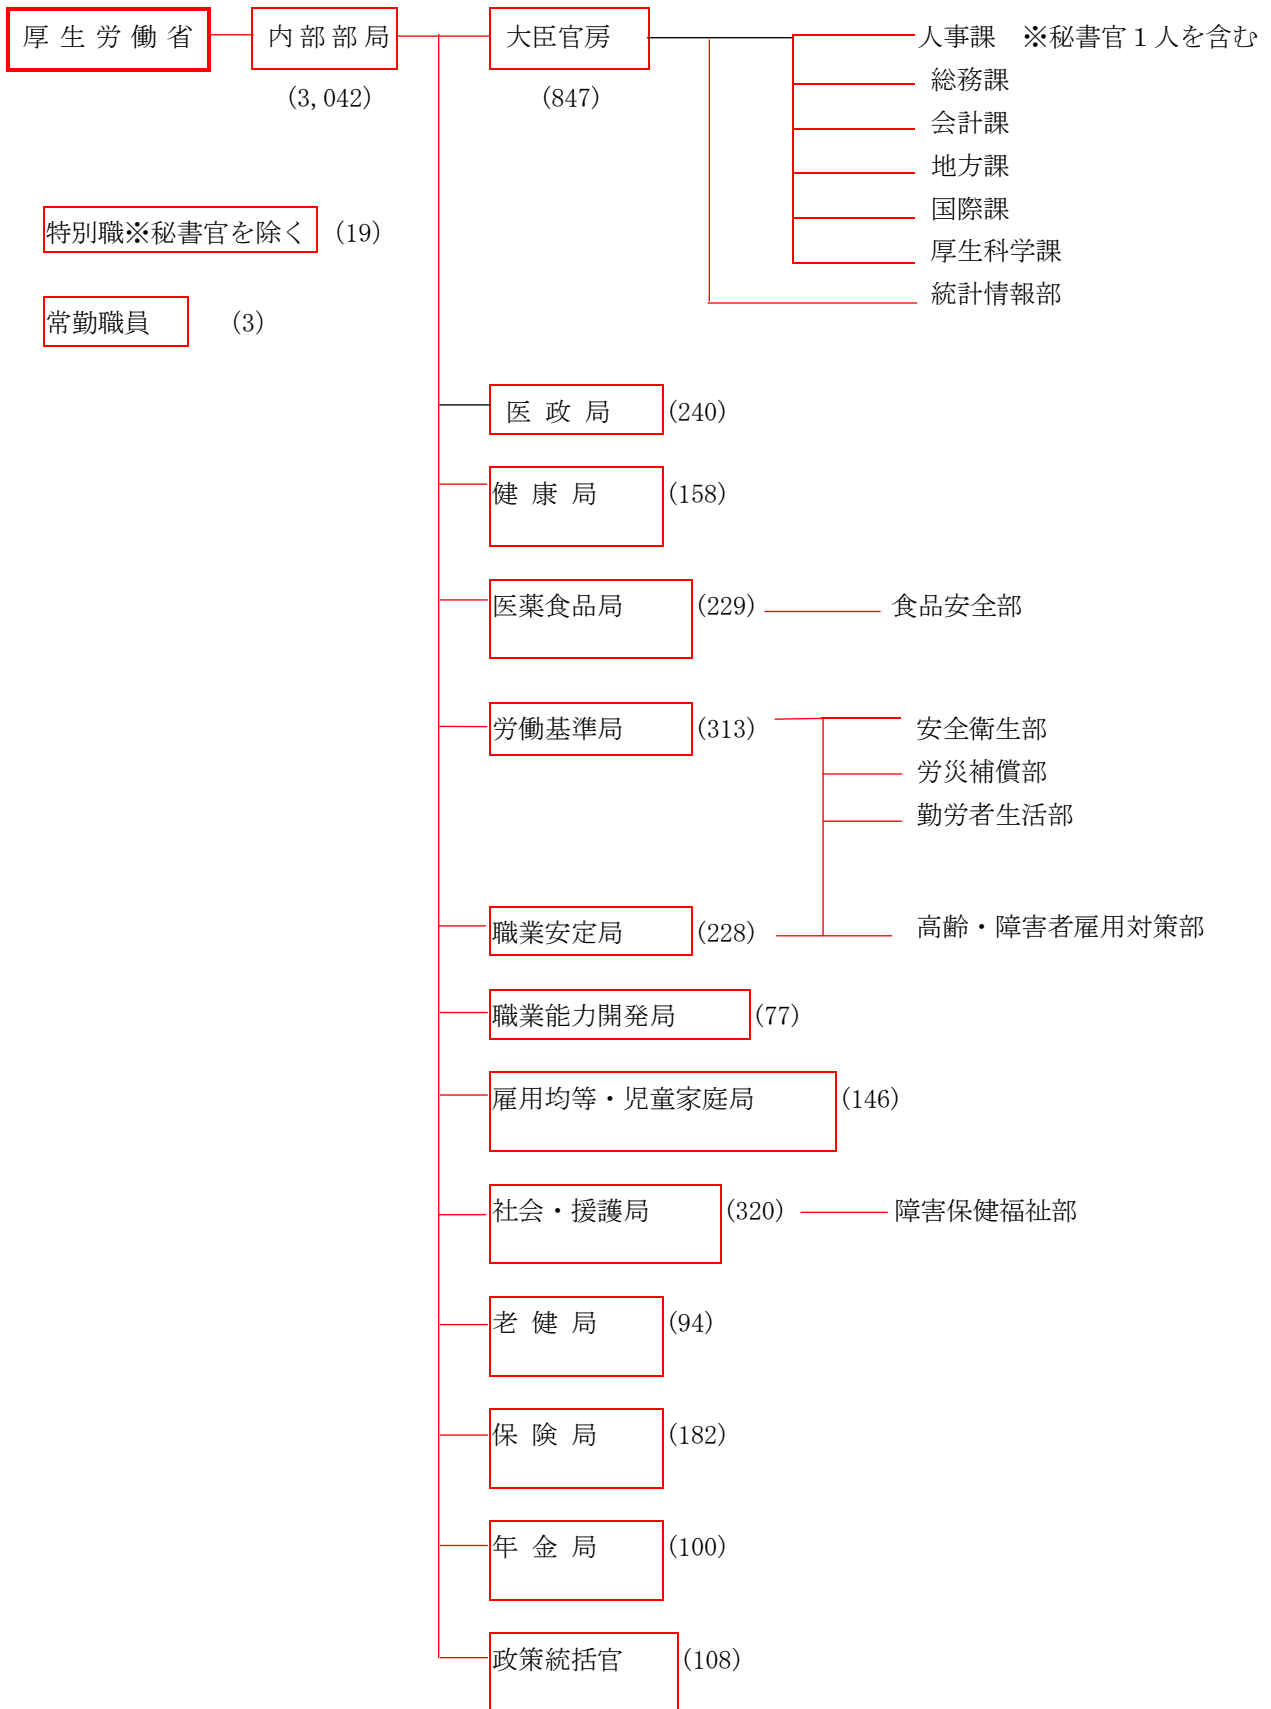 厚生労働省 内部部局 大臣官房 人事課 ※秘書官１人を含む
総務課
(3,042) (847)
会計課
地方課
国際課
特別職※秘書官を除く (19)
厚生科学課
統計情報部
常勤職員 (3)
医政局 (240)
健康局 (158)
医薬食品局 (229) 食品安全部
労働基準局 (313) 安全衛生部
労災補償部
勤労者生活部
職業安定局 (228) 高齢・障害者雇用対策部
職業能力開発局 (77)
雇用均等・児童家庭局 (146)
社会・援護局 (320) 障害保健福祉部
老健局 (94)
保険局 (182)
年金局 (100)
政策統括官 (108)